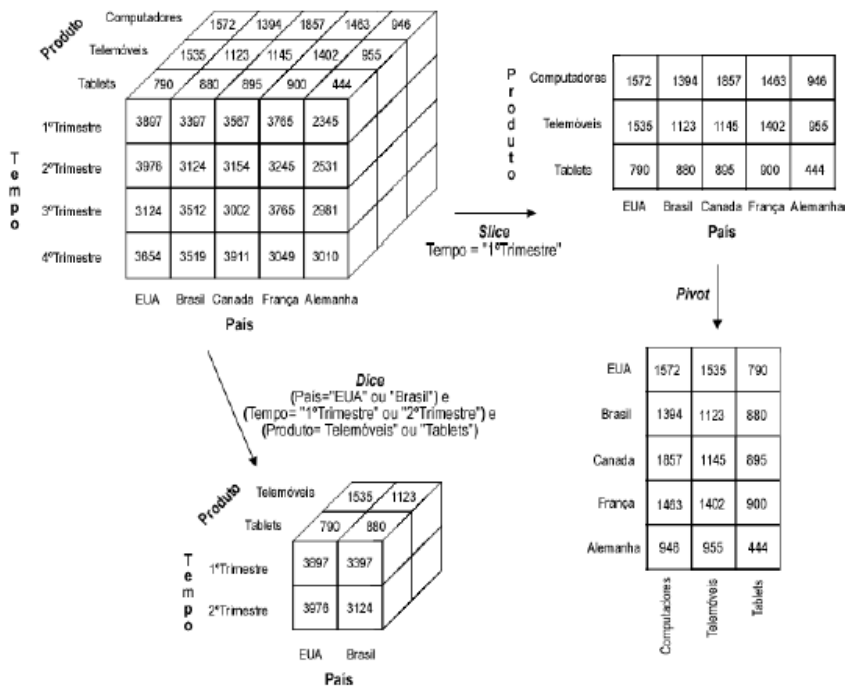 Produto
Computadores 1572 1394 1857 1463 946
Telemóveis 1535 1123 1145 1402 955
Tablets 790 880 895 900 444
Tempo
1ºTrimestre 3897 3397 3567 3765 2345
2ºTrimestre 3976 3124 3154 3245 2531
3ºTrimestre 3124 3512 3002 3765 2981
4ºTrimestre 3654 3519 3911 3049 3010
EUA Brasil Canada França Alemanha
País
Slice
Tempo = "1ºTrimestre"
Produto
Computadores 1572 1394 1857 1463 946
Telemóveis 1535 1123 1145 1402 955
Tablets 790 880 895 900 444
EUA Brasil Canada França Alemanha
País
Pivot
EUA 1572 1535 790
Brasil 1394 1123 880
Canada 1857 1145 895
França 1463 1402 900
Alemanha 946 955 444
Computadores Telemóveis Tablets
Dice
(País="EUA" ou "Brasil") e
(Tempo= "1ºTrimestre" ou "2ºTrimestre") e
(Produto= Telemóveis" ou "Tablets")
Produto
Telemóveis 1535 1123
Tablets 790 880
Tempo
1ºTrimestre 3897 3397
2ºTrimestre 3976 3124
EUA Brasil
País